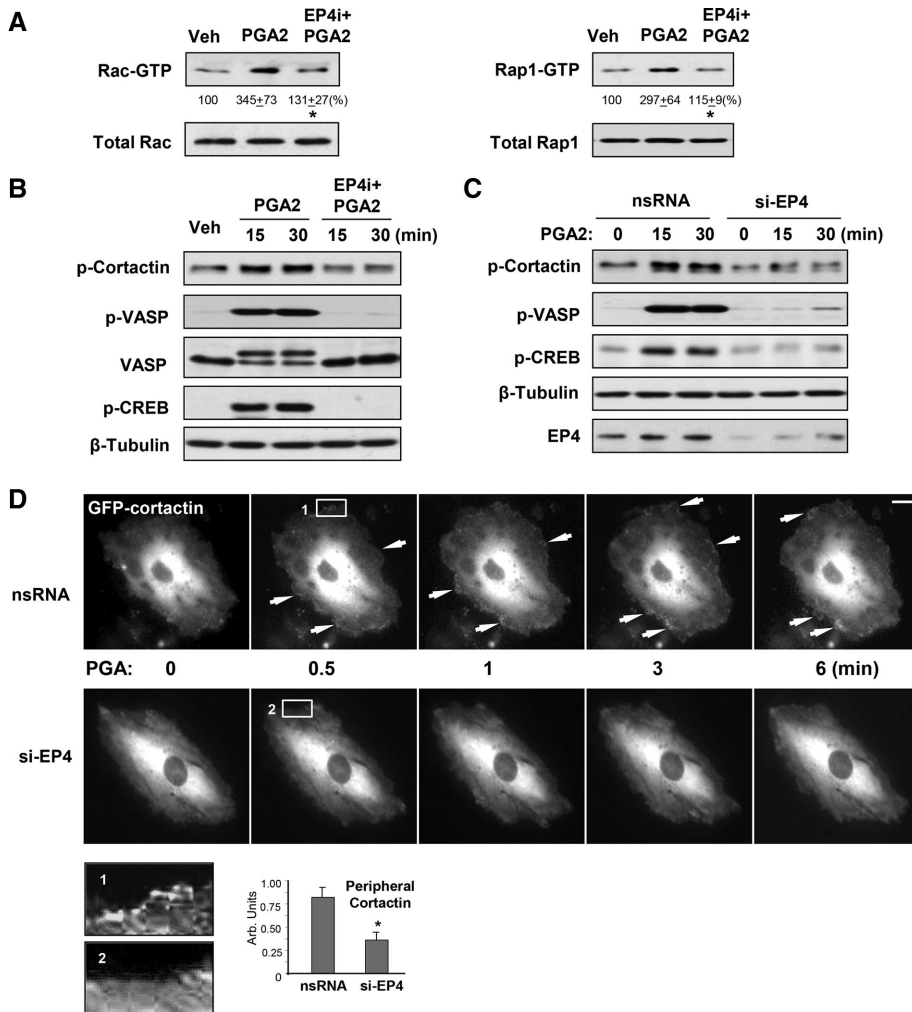 A
Veh PGA2 EP4i+
PGA2
Rac-GTP
100 345±73 131±27(%)
*
Total Rac
Veh PGA2 EP4i+
PGA2
Rap1-GTP
100 297±64 115±9(%)
*
Total Rap1
B
Veh PGA2 EP4i+
PGA2
15 30 15 30 (min)
p-Cortactin
p-VASP
VASP
p-CREB
β-Tubulin
C
nsRNA si-EP4
PGA2: 0 15 30 0 15 30 (min)
p-Cortactin
p-VASP
p-CREB
β-Tubulin
EP4
D
GFP-cortactin
1
nsRNA
PGA: 0 0.5 1 3 6 (min)
2
si-EP4
1
2
Arb. Units
1.00
0.75
0.50
0.25
0
Peripheral
Cortactin
*
nsRNA si-EP4